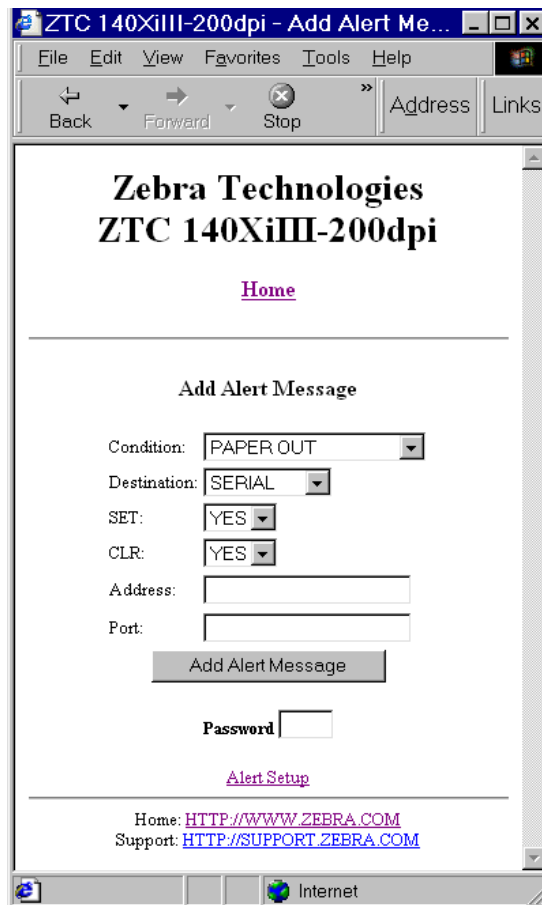 ZTC 140XiIII-200dpi - Add Alert Me...
File Edit View Favorites Tools Help
Back Forward Stop » Address Links
Zebra Technologies
ZTC 140XiIII-200dpi
Home
Add Alert Message
Condition: PAPER OUT
Destination: SERIAL
SET: YES
CLR: YES
Address:
Port:
Add Alert Message
Password
Alert Setup
Home: HTTP://WWW.ZEBRA.COM
Support: HTTP://SUPPORT.ZEBRA.COM
Internet